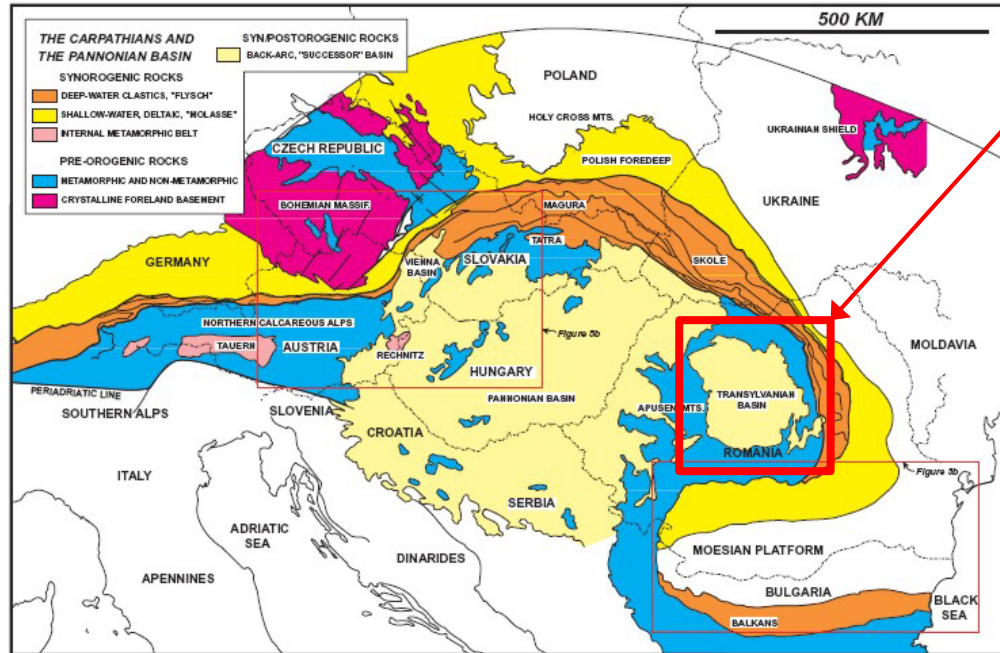 THE CARPATHIANS AND
THE PANNONIAN BASIN
SYNOROGENIC ROCKS
DEEP-WATER CLASTICS, "FLYSCH"
SHALLOW-WATER, DELTAIC, "MOLASSE"
INTERNAL METAMORPHIC BELT
PRE-OROGENIC ROCKS
METAMORPHIC AND NON-METAMORPHIC
CRYSTALLINE FORELAND BASEMENT
SYN/POSTOROGENIC ROCKS
BACK-ARC, "SUCCESSOR" BASIN
500 KM
POLAND
HOLY CROSS MTS.
UKRAINIAN SHIELD
CZECH REPUBLIC
POLISH FOREDEEP
BOHEMIAN MASSIF.
MAGURA
UKRAINE
TATRA
GERMANY
VIENNA
BASIN
SLOVAKIA
SKOLE
NORTHERN CALCAREOUS ALPS
Figure 5b
MOLDAVIA
TAUERN
AUSTRIA
RECHNITZ
HUNGARY
PERIADRIATIC LINE
PANNONIAN BASIN
TRANSYLVANIAN
BASIN
APUSENI MTS.
SOUTHERN ALPS
SLOVENIA
CROATIA
ROMANIA
ITALY
Figure 5b
SERBIA
ADRIATIC
SEA
DINARIDES
MOESIAN PLATFORM
APENNINES
BULGARIA
BLACK
SEA
BALKANS